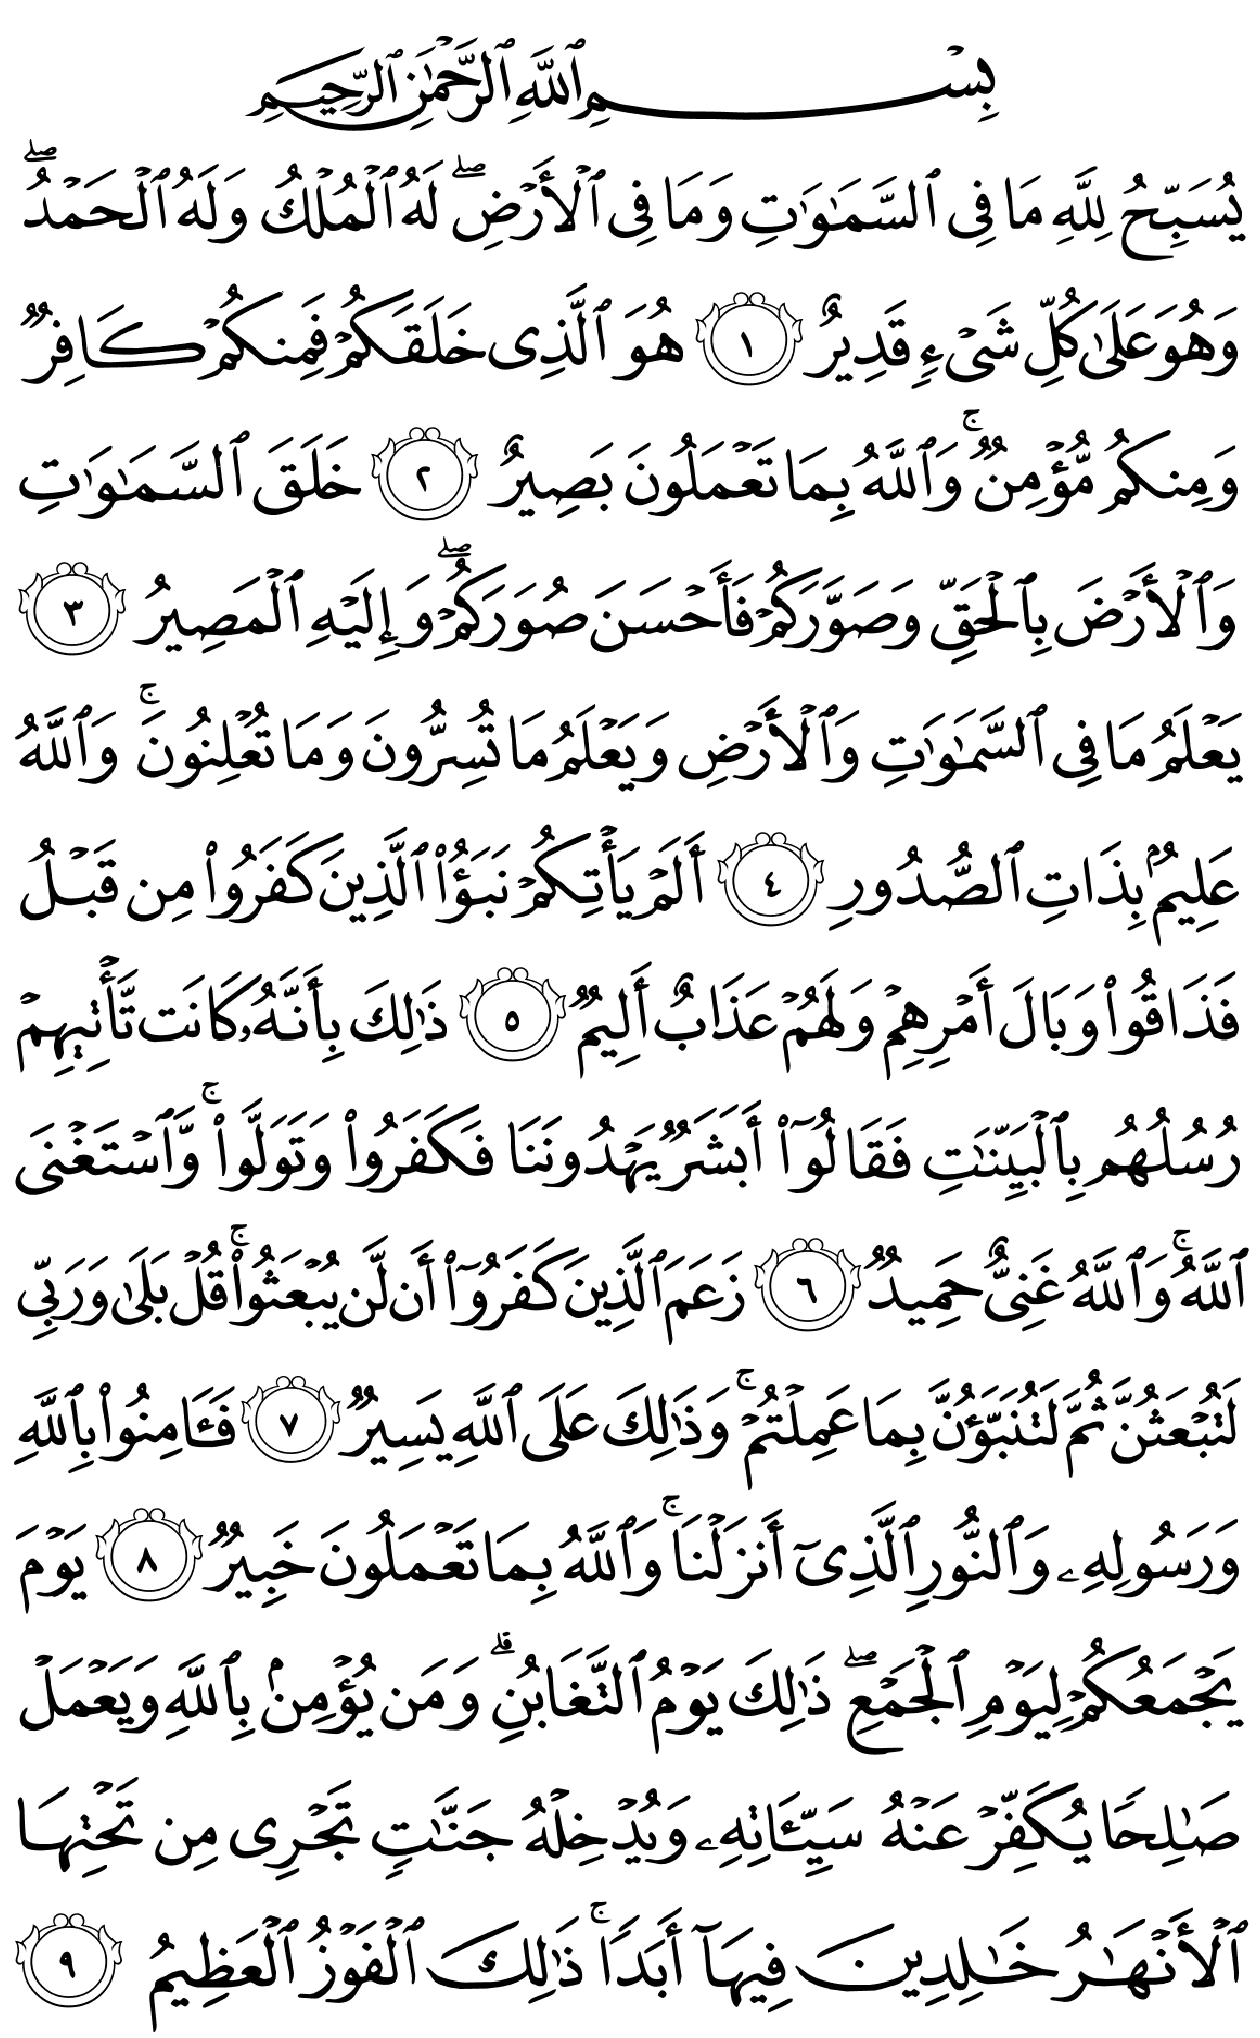 بِسْمِ ٱللَّهِ ٱلرَّحْمَٰنِ ٱلرَّحِيمِ
يُسَبِّحُ لِلَّهِ مَا فِى ٱلسَّمَٰوَٰتِ وَمَا فِى ٱلْأَرْضِ ۖ لَهُ ٱلْمُلْكُ وَلَهُ ٱلْحَمْدُ ۖ
وَهُوَ عَلَىٰ كُلِّ شَىْءٍ قَدِيرٌ ١ هُوَ ٱلَّذِى خَلَقَكُمْ فَمِنكُمْ كَافِرٌ
وَمِنكُم مُّؤْمِنٌ ۚ وَٱللَّهُ بِمَا تَعْمَلُونَ بَصِيرٌ ٢ خَلَقَ ٱلسَّمَٰوَٰتِ
وَٱلْأَرْضَ بِٱلْحَقِّ وَصَوَّرَكُمْ فَأَحْسَنَ صُوَرَكُمْ ۖ وَإِلَيْهِ ٱلْمَصِيرُ ٣
يَعْلَمُ مَا فِى ٱلسَّمَٰوَٰتِ وَٱلْأَرْضِ وَيَعْلَمُ مَا تُسِرُّونَ وَمَا تُعْلِنُونَ ۚ وَٱللَّهُ
عَلِيمٌۢ بِذَاتِ ٱلصُّدُورِ ٤ أَلَمْ يَأْتِكُمْ نَبَؤُا۟ ٱلَّذِينَ كَفَرُوا۟ مِن قَبْلُ
فَذَاقُوا۟ وَبَالَ أَمْرِهِمْ وَلَهُمْ عَذَابٌ أَلِيمٌ ٥ ذَٰلِكَ بِأَنَّهُۥ كَانَت تَّأْتِيهِمْ
رُسُلُهُم بِٱلْبَيِّنَٰتِ فَقَالُوٓا۟ أَبَشَرٌ يَهْدُونَنَا فَكَفَرُوا۟ وَتَوَلَّوا۟ ۚ وَّٱسْتَغْنَى
ٱللَّهُ ۚ وَٱللَّهُ غَنِىٌّ حَمِيدٌ ٦ زَعَمَ ٱلَّذِينَ كَفَرُوٓا۟ أَن لَّن يُبْعَثُوا۟ ۚ قُلْ بَلَىٰ وَرَبِّى
لَتُبْعَثُنَّ ثُمَّ لَتُنَبَّؤُنَّ بِمَا عَمِلْتُمْ ۚ وَذَٰلِكَ عَلَى ٱللَّهِ يَسِيرٌ ٧ فَـَٔامِنُوا۟ بِٱللَّهِ
وَرَسُولِهِۦ وَٱلنُّورِ ٱلَّذِىٓ أَنزَلْنَا ۚ وَٱللَّهُ بِمَا تَعْمَلُونَ خَبِيرٌ ٨ يَوْمَ
يَجْمَعُكُمْ لِيَوْمِ ٱلْجَمْعِ ۖ ذَٰلِكَ يَوْمُ ٱلتَّغَابُنِ ۗ وَمَن يُؤْمِنۢ بِٱللَّهِ وَيَعْمَلْ
صَٰلِحًا يُكَفِّرْ عَنْهُ سَيِّـَٔاتِهِۦ وَيُدْخِلْهُ جَنَّٰتٍ تَجْرِى مِن تَحْتِهَا
ٱلْأَنْهَٰرُ خَٰلِدِينَ فِيهَآ أَبَدًا ۚ ذَٰلِكَ ٱلْفَوْزُ ٱلْعَظِيمُ ٩